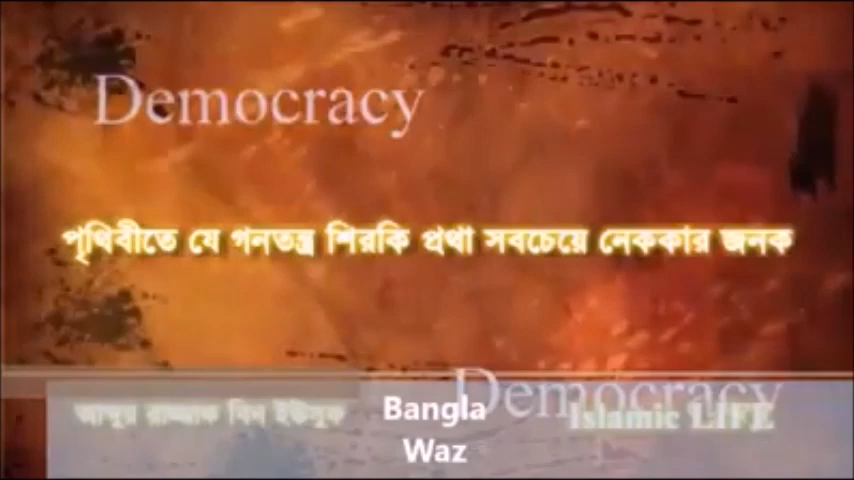 Democracy
পৃথিবীতে যে গনতন্ত্র শিরকি প্রথা সবচেয়ে নেককার জনক
Democracy
আব্দুর রাজ্জাক বিন ইউসুফ
Bangla
Waz
Islamic LIFE